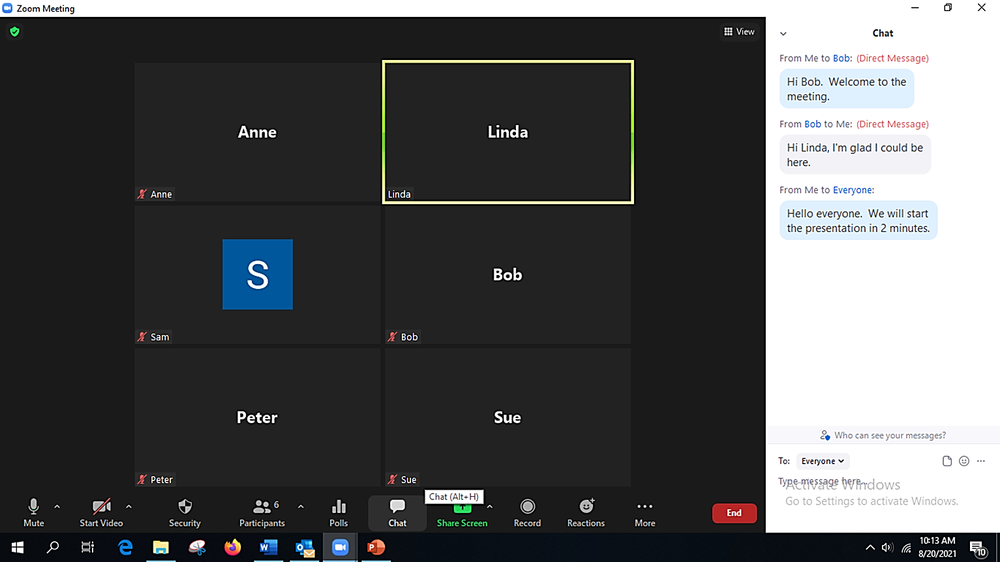 Zoom Meeting
View
Anne
Anne
Linda
Linda
S
Sam
Bob
Bob
Peter
Peter
Sue
Sue
Chat
From Me to Bob: (Direct Message)
Hi Bob.  Welcome to the
meeting.
From Bob to Me: (Direct Message)
Hi Linda, I'm glad I could be
here.
From Me to Everyone:
Hello everyone.  We will start
the presentation in 2 minutes.
Who can see your messages?
To: Everyone
Type message here...
Activate Windows
Go to Settings to activate Windows.
Chat (Alt+H)
Mute
Start Video
Security
Participants 6
Polls
Chat
Share Screen
Record
Reactions
More
End
10:13 AM
8/20/2021
10